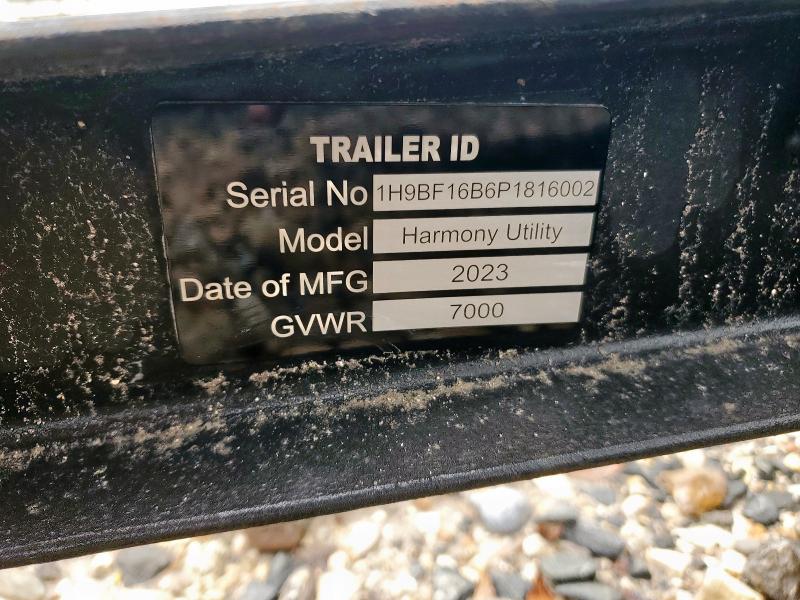 TRAILER ID
Serial No 1H9BF16B6P1816002
Model Harmony Utility
Date of MFG 2023
GVWR 7000